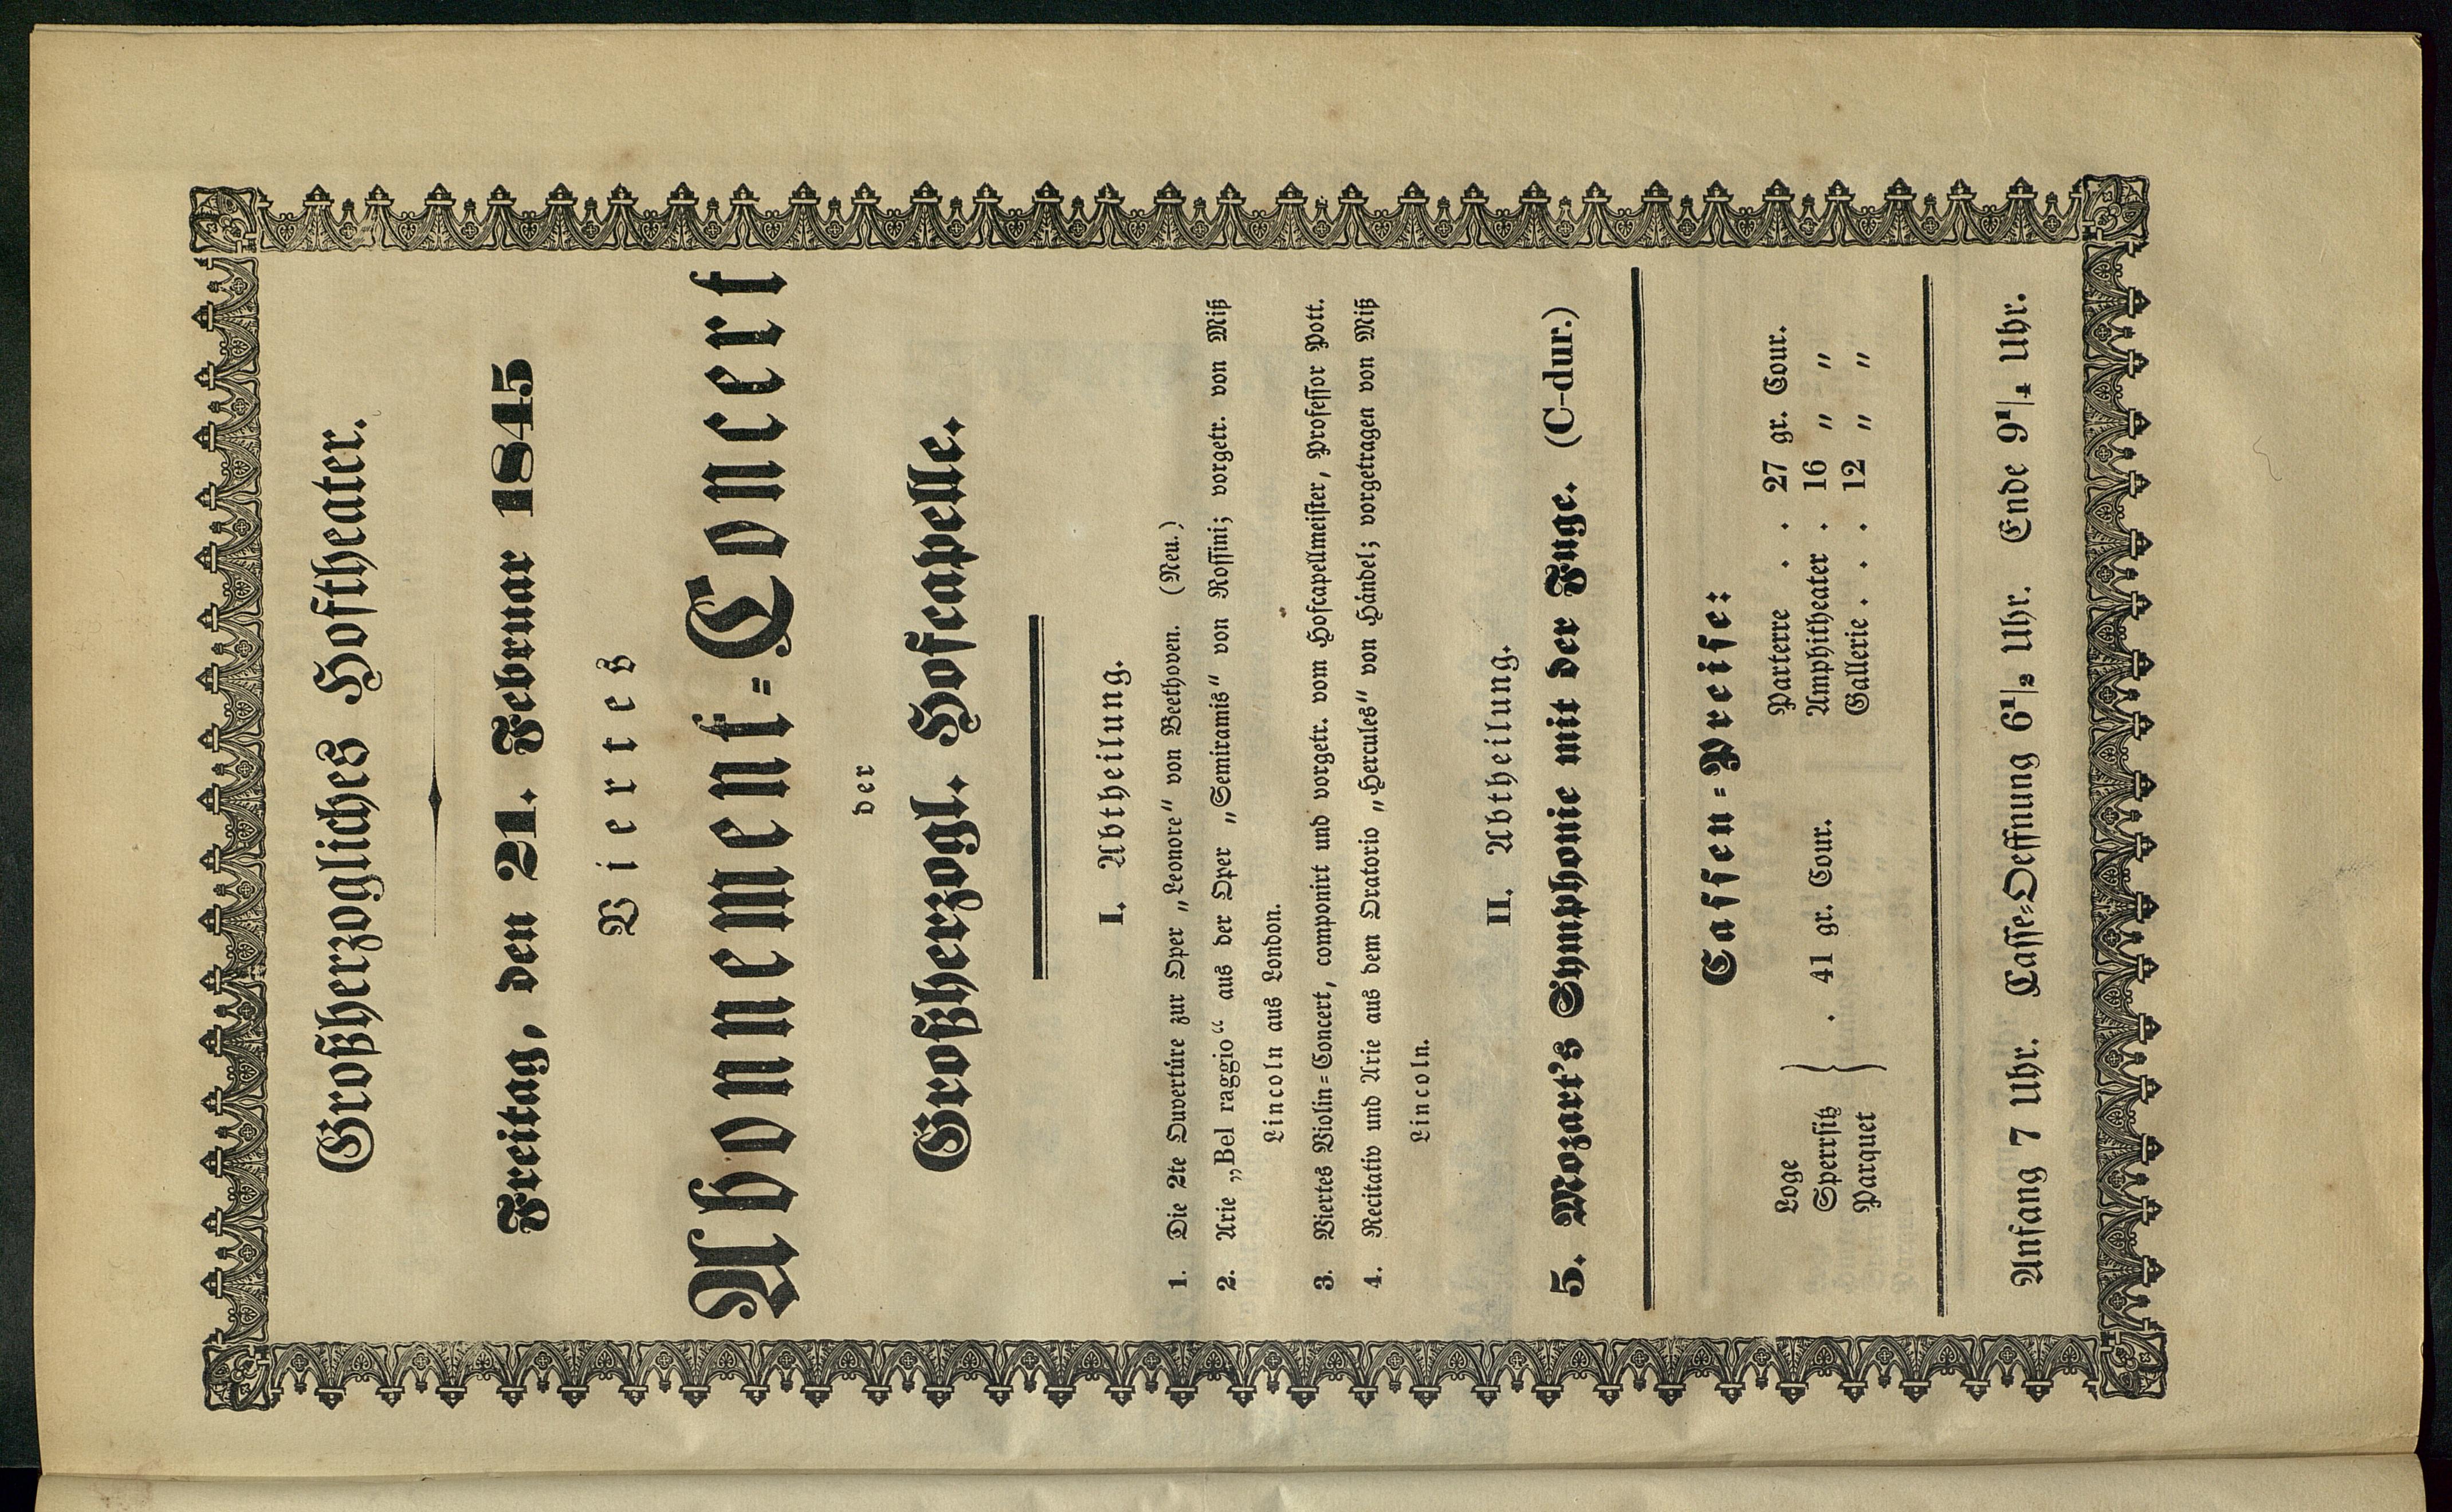 Großherzogliches Hoftheater.
Freitag, den 21. Februar 1845
Viertes
Abonnement-Concert
der
Großherzogl. Hofcapelle.
I. Abtheilung.
1. Die 2te Ouvertüre zur Oper „Leonore” von Beethoven. (Neu.)
2. Arie „Bel raggio“ aus der Oper „Semiramis” von Rossini; vorgetr. von Miß
Lincoln aus London.
3. Viertes Violin-Concert, componirt und vorgetr. vom Hofcapellmeister, Professor Pott.
4. Recitativ und Arie aus dem Oratorio „Hercules” von Händel; vorgetragen von Miß
Lincoln.
II. Abtheilung.
5. Mozart's Symphonie mit der Fuge. (C-dur.)
Cassen-Preise:
Loge
Sperrsitz } . 41 gr. Cour.
Parquet
Parterre . . 27 gr. Cour.
Amphitheater . 16 „ „
Gallerie . . . 12 „ „
Anfang 7 Uhr. Casse-Oeffnung 6 1/2 Uhr. Ende 9 1/4 Uhr.